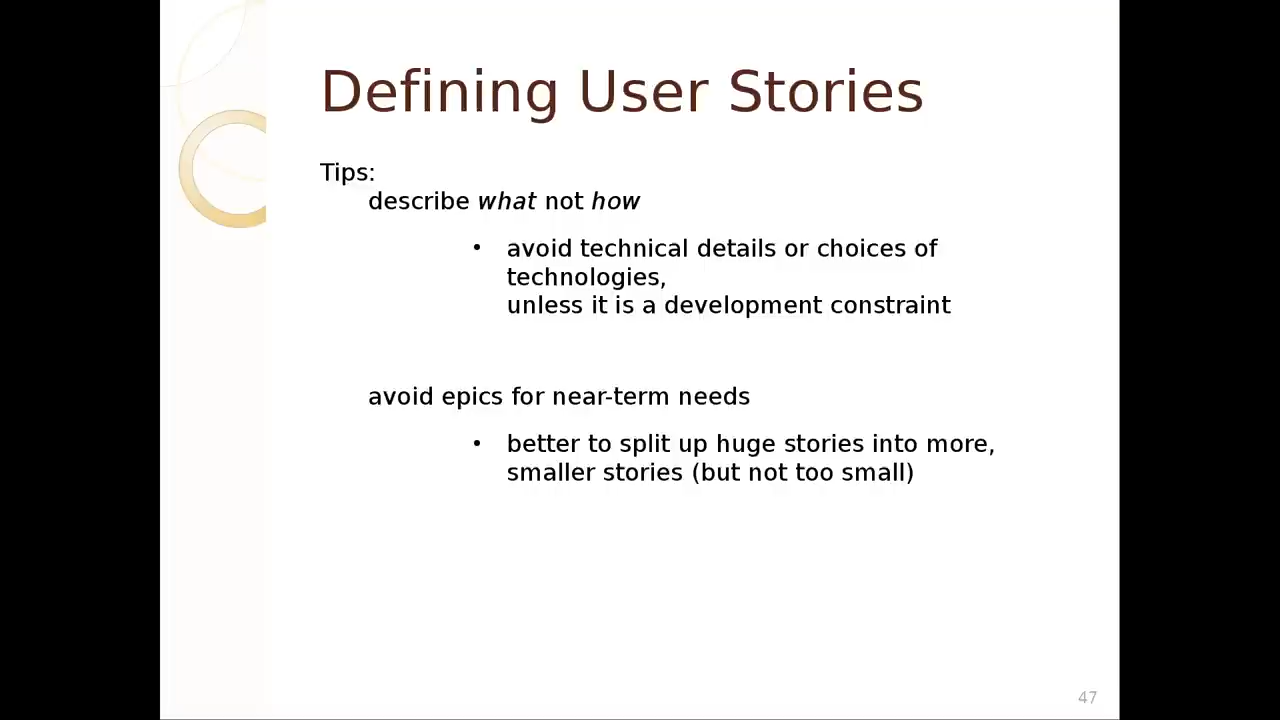 Defining User Stories
Tips:
describe what not how
• avoid technical details or choices of
technologies,
unless it is a development constraint
avoid epics for near-term needs
• better to split up huge stories into more,
smaller stories (but not too small)
47